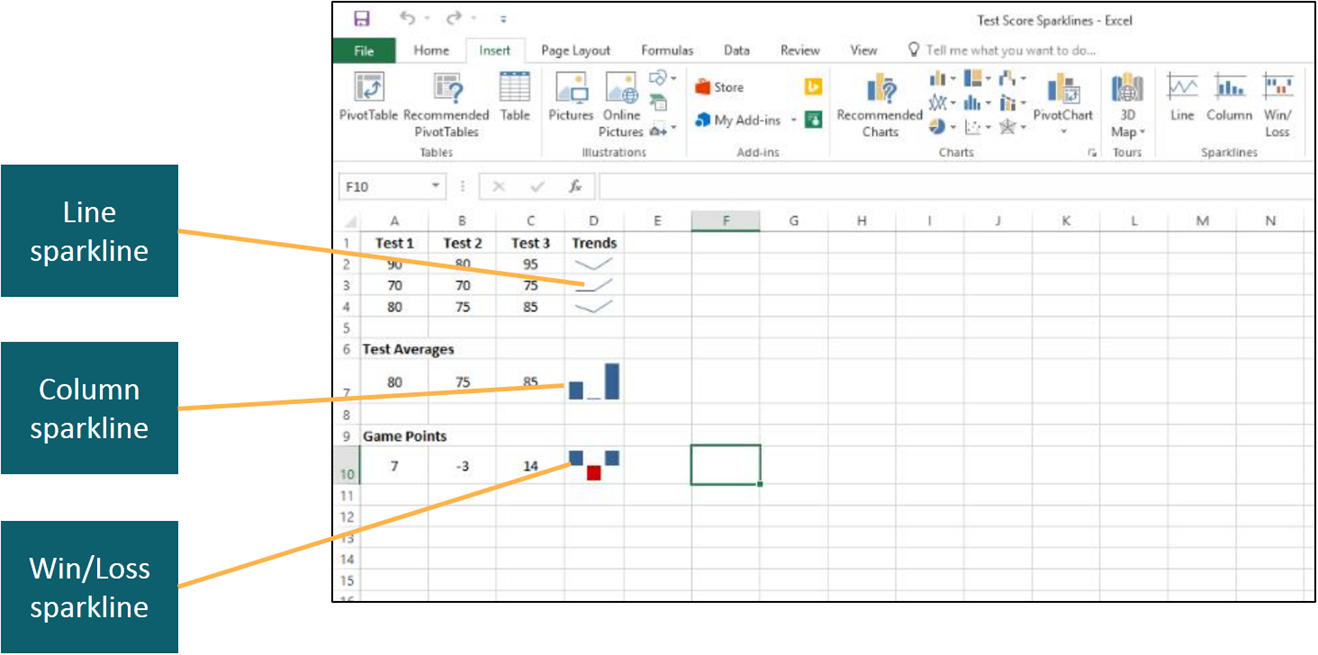 Test Score Sparklines - Excel
File Home Insert Page Layout Formulas Data Review View Tell me what you want to do...
PivotTable Recommended PivotTables Table
Tables
Pictures Online Pictures
Illustrations
Store
My Add-ins
Add-ins
Recommended Charts
PivotChart
Charts
3D Map
Tours
Line Column Win/Loss
Sparklines
F10 fx
A B C D E F G H I J K L M N
1 Test 1 Test 2 Test 3 Trends
2 90 80 95
3 70 70 75
4 80 75 85
5
6 Test Averages
7 80 75 85
8
9 Game Points
10 7 -3 14
11
12
13
14
15
16
Line
sparkline
Column
sparkline
Win/Loss
sparkline